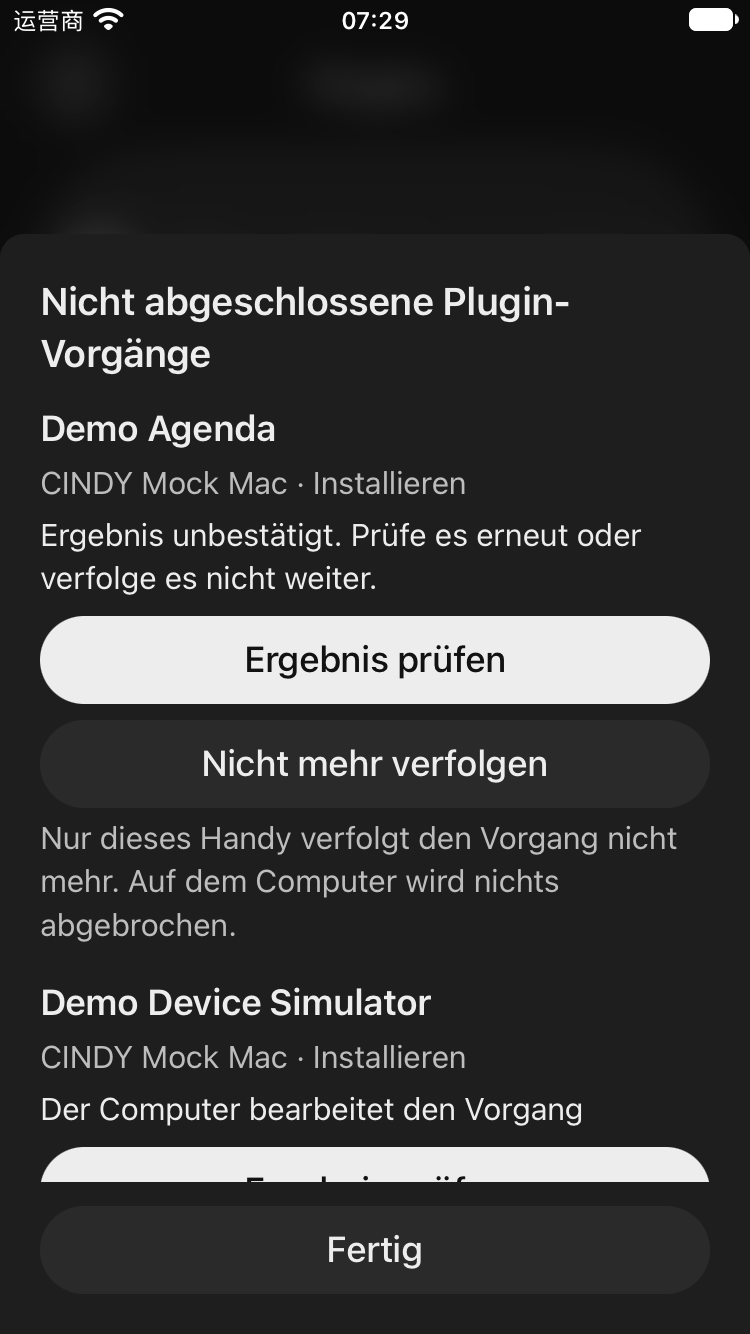 运营商
07:29
Nicht abgeschlossene Plugin-
Vorgänge
Demo Agenda
CINDY Mock Mac · Installieren
Ergebnis unbestätigt. Prüfe es erneut oder
verfolge es nicht weiter.
Ergebnis prüfen
Nicht mehr verfolgen
Nur dieses Handy verfolgt den Vorgang nicht
mehr. Auf dem Computer wird nichts
abgebrochen.
Demo Device Simulator
CINDY Mock Mac · Installieren
Der Computer bearbeitet den Vorgang
Fertig